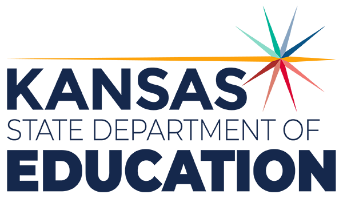 KANSAS
STATE DEPARTMENT OF
EDUCATION